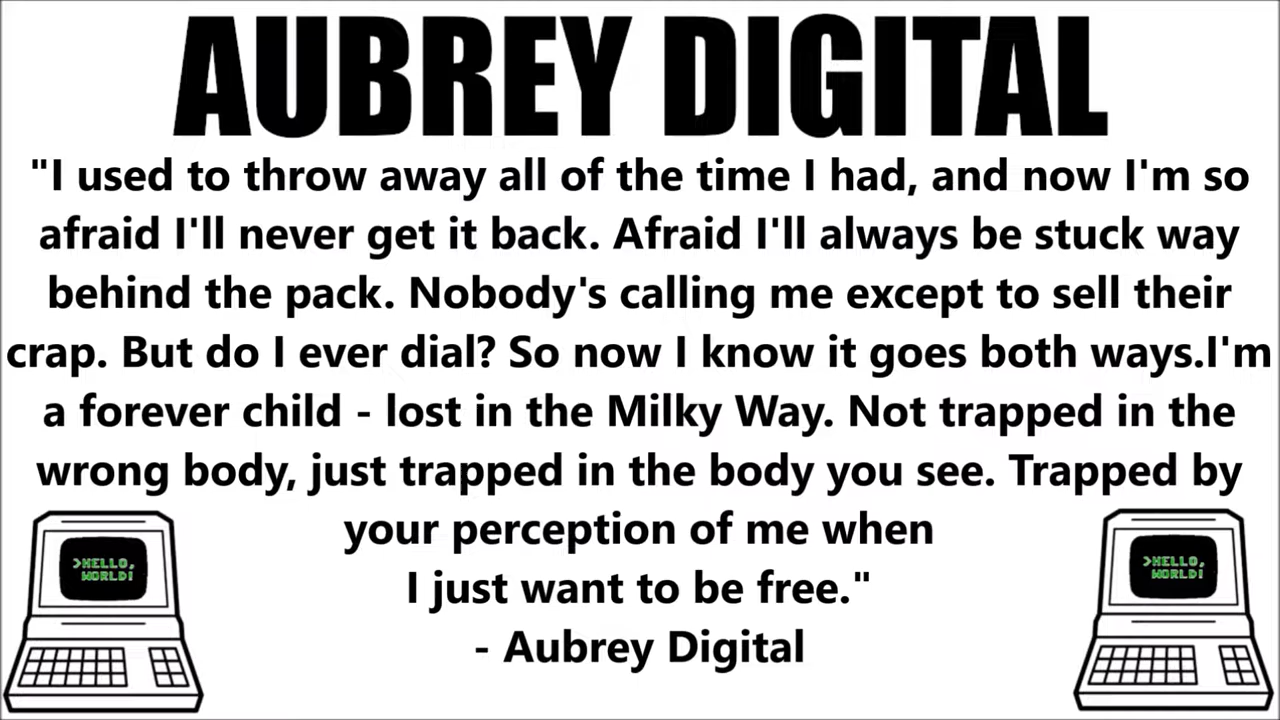 AUBREY DIGITAL
"I used to throw away all of the time I had, and now I'm so
afraid I'll never get it back. Afraid I'll always be stuck way
behind the pack. Nobody's calling me except to sell their
crap. But do I ever dial? So now I know it goes both ways.I'm
a forever child - lost in the Milky Way. Not trapped in the
wrong body, just trapped in the body you see. Trapped by
your perception of me when
I just want to be free."
- Aubrey Digital
>HELLO,
WORLD!
>HELLO,
WORLD!